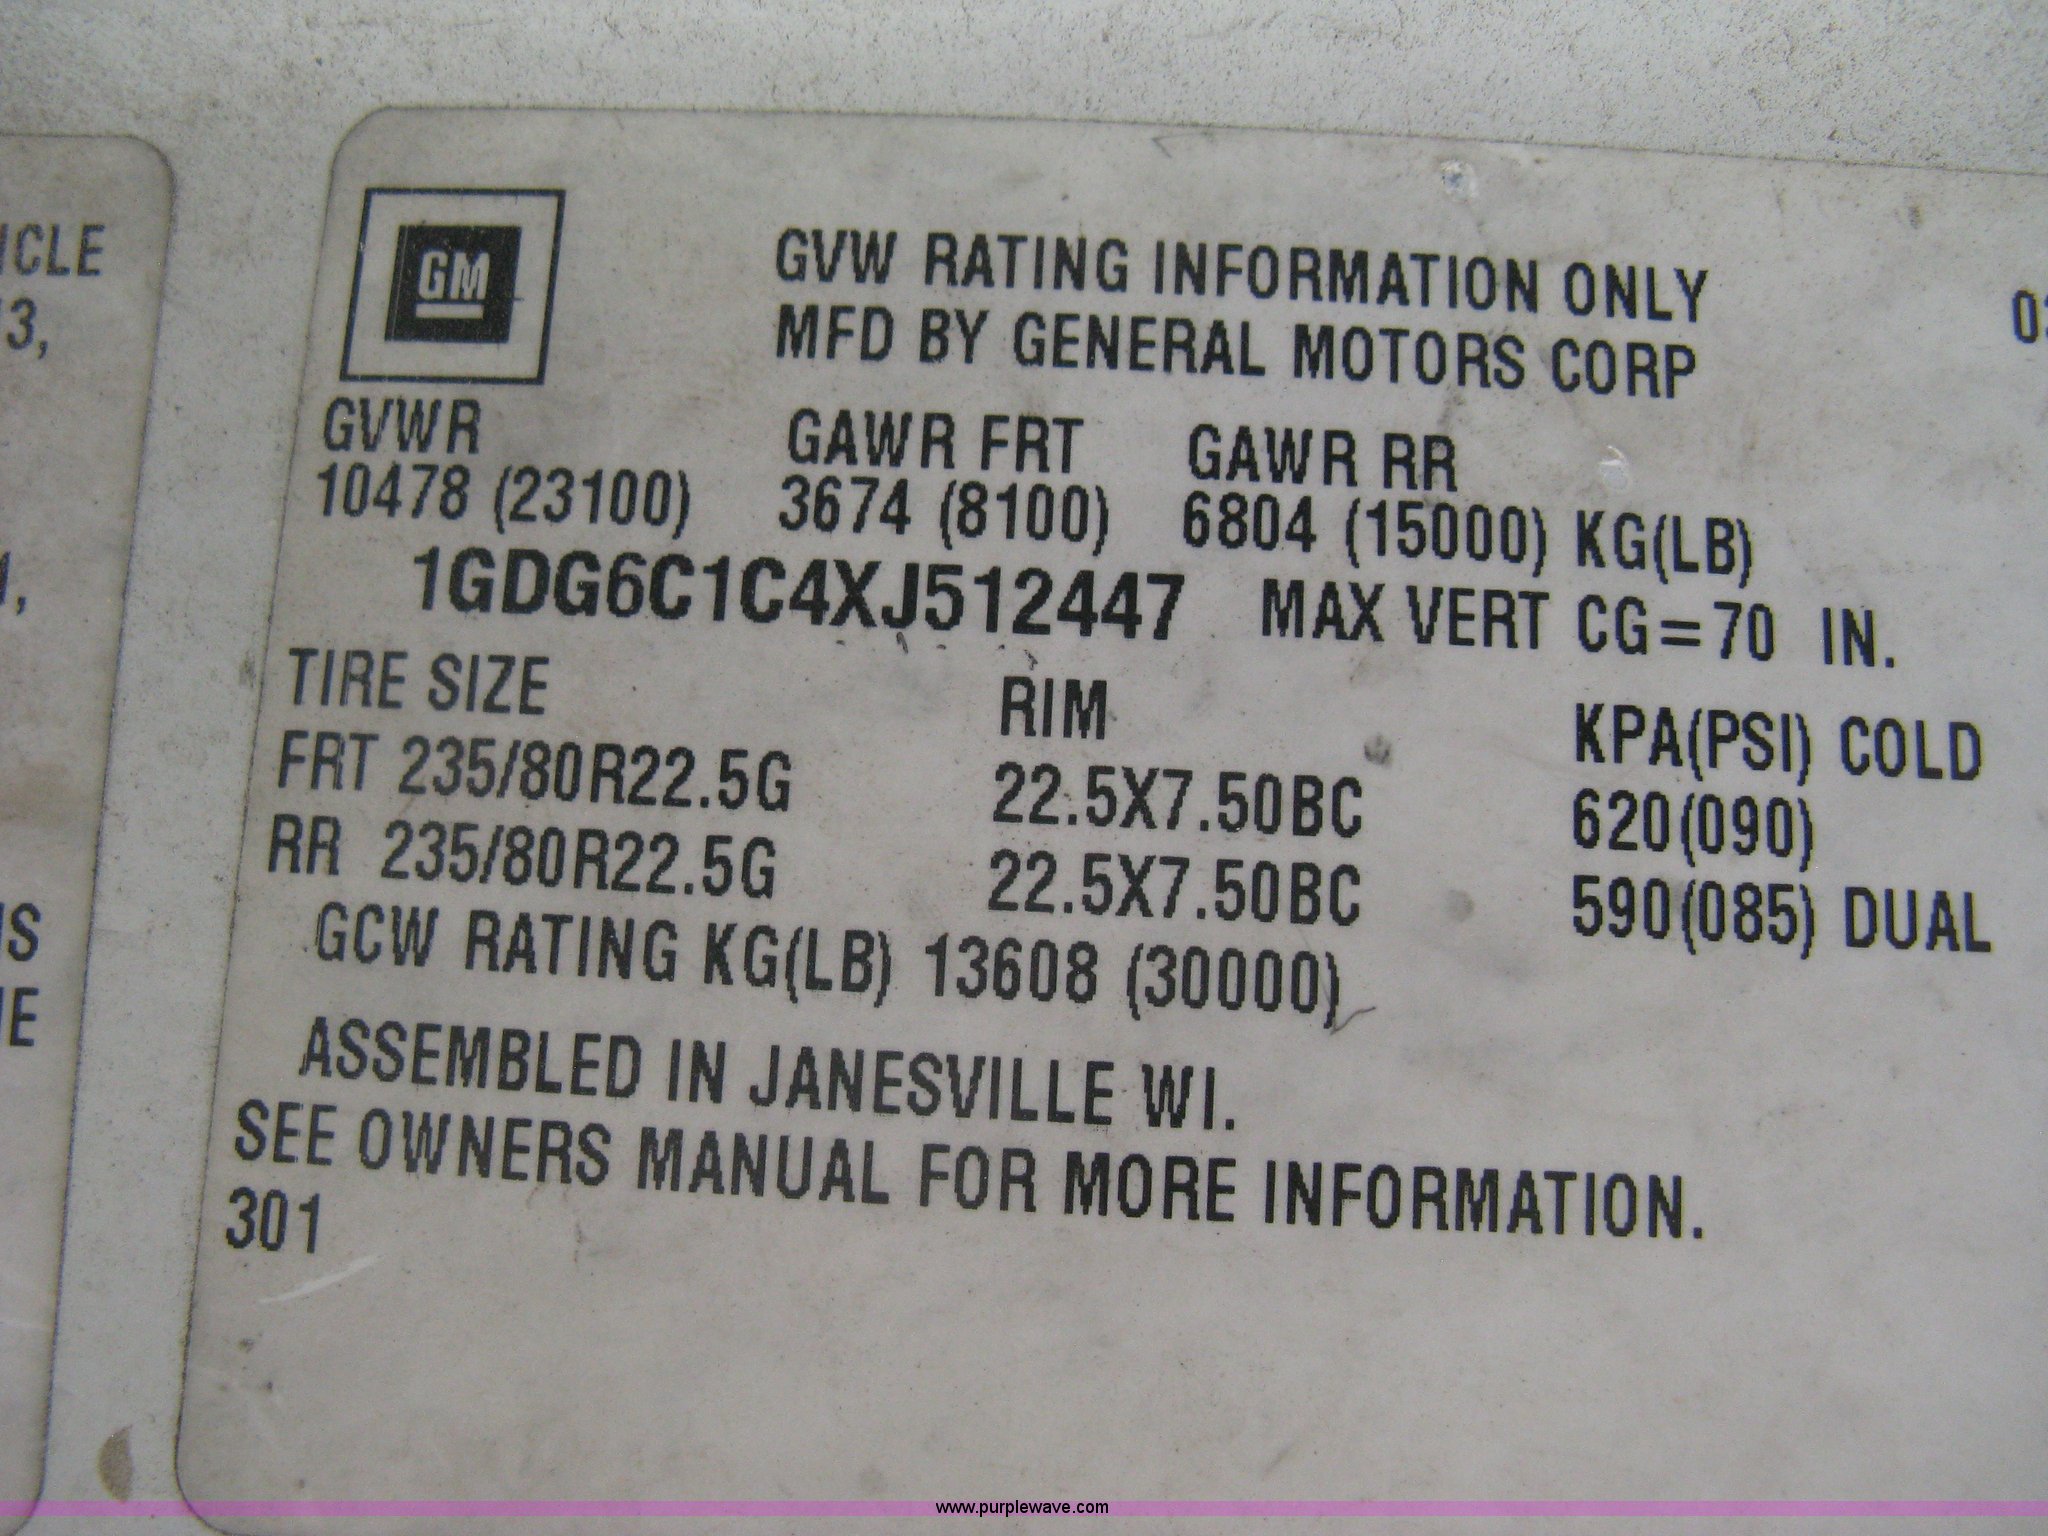 ICLE
13,
IS
IE
GM
GVW RATING INFORMATION ONLY
MFD BY GENERAL MOTORS CORP
GVWR GAWR FRT GAWR RR
10478 (23100) 3674 (8100) 6804 (15000) KG(LB)
1GDG6C1C4XJ512447 MAX VERT CG=70 IN.
TIRE SIZE RIM KPA(PSI) COLD
FRT 235/80R22.5G 22.5X7.50BC 620(090)
RR 235/80R22.5G 22.5X7.50BC 590(085) DUAL
GCW RATING KG(LB) 13608 (30000)
ASSEMBLED IN JANESVILLE WI.
SEE OWNERS MANUAL FOR MORE INFORMATION.
301
www.purplewave.com